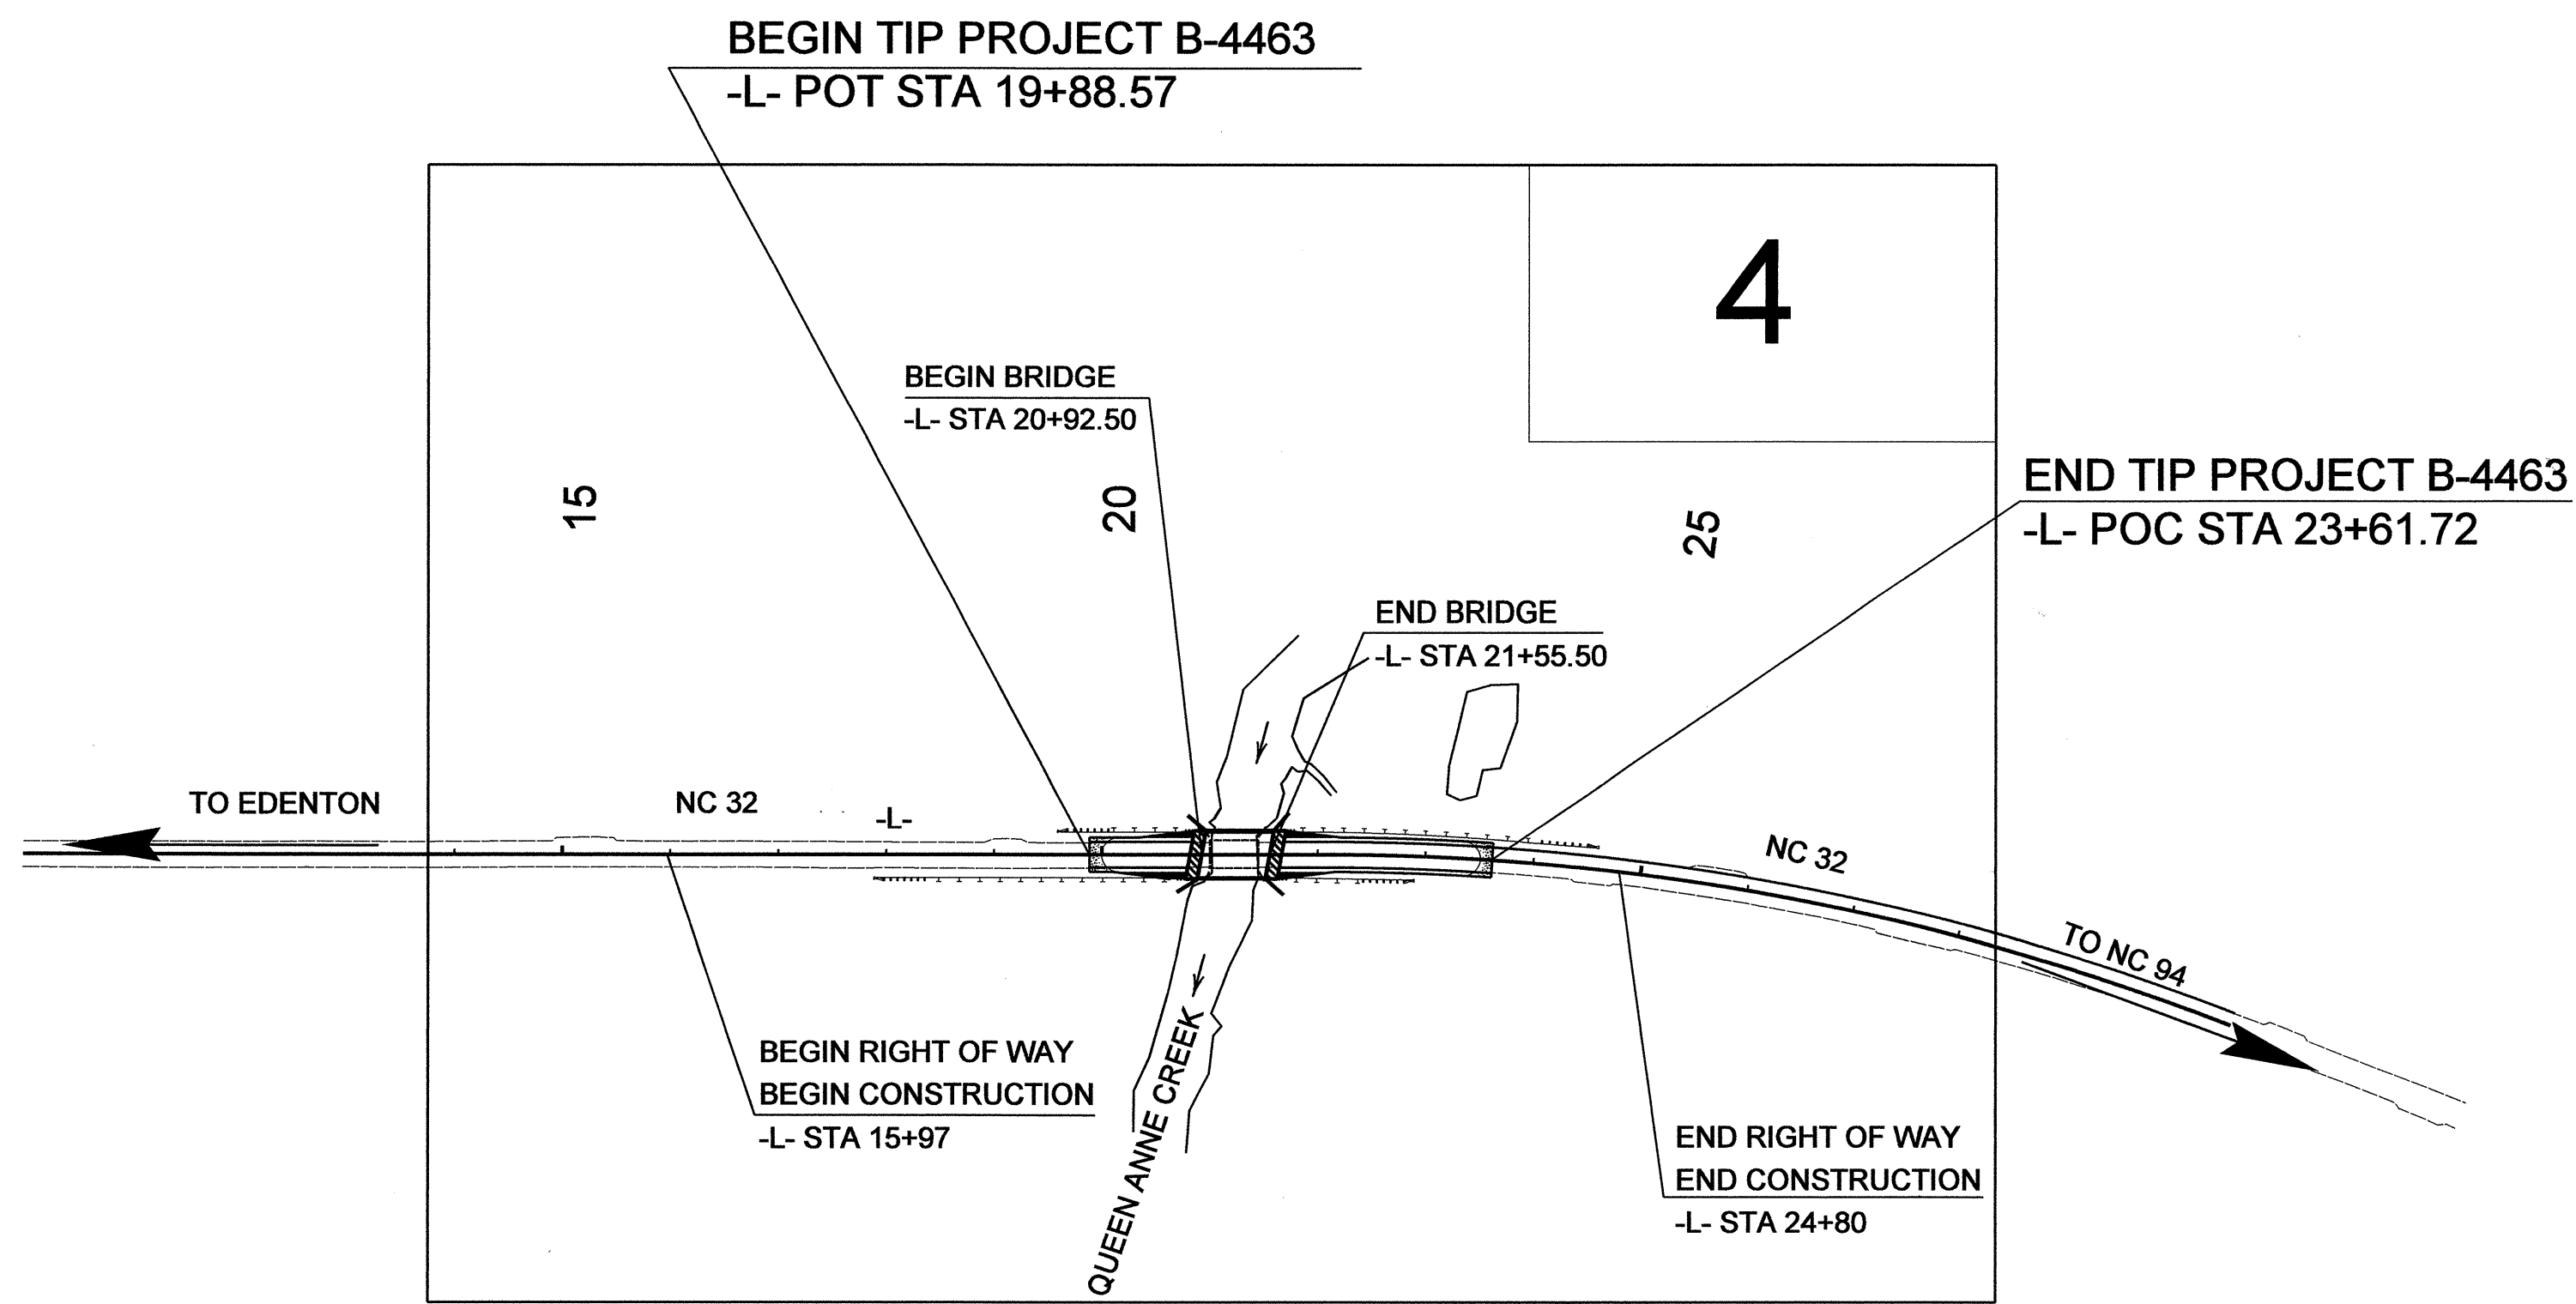 BEGIN TIP PROJECT B-4463
-L- POT STA 19+88.57
4
BEGIN BRIDGE
-L- STA 20+92.50
15
20
25
END TIP PROJECT B-4463
-L- POC STA 23+61.72
END BRIDGE
-L- STA 21+55.50
TO EDENTON
NC 32
-L-
NC 32
TO NC 94
BEGIN RIGHT OF WAY
BEGIN CONSTRUCTION
-L- STA 15+97
QUEEN ANNE CREEK
END RIGHT OF WAY
END CONSTRUCTION
-L- STA 24+80